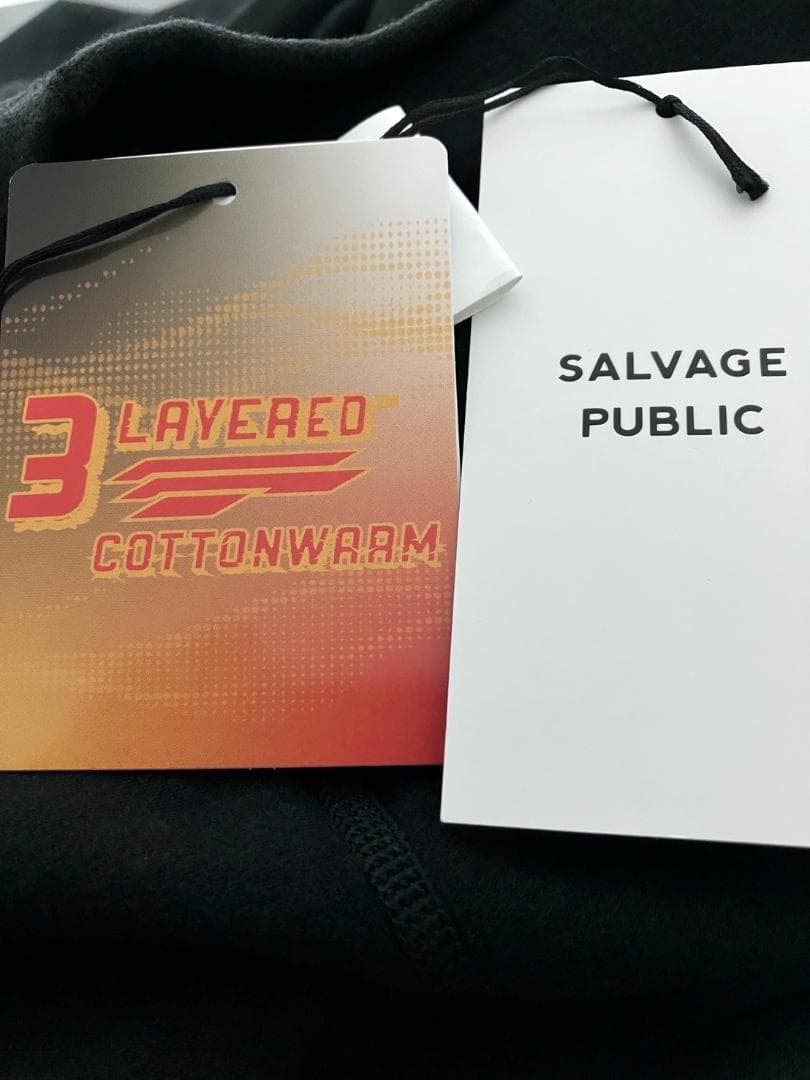 3 LAYERED
COTTONWARM
SALVAGE
PUBLIC